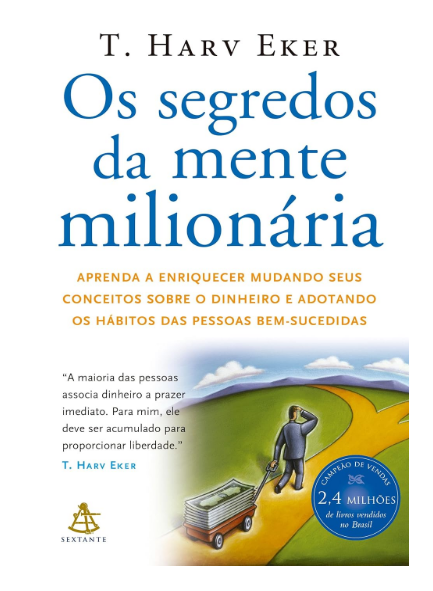 T. Harv Eker
Os segredos
da mente
milionária
APRENDA A ENRIQUECER MUDANDO SEUS
CONCEITOS SOBRE O DINHEIRO E ADOTANDO
OS HÁBITOS DAS PESSOAS BEM-SUCEDIDAS
“A maioria das pessoas
associa dinheiro a prazer
imediato. Para mim, ele
deve ser acumulado para
proporcionar liberdade.”
T. Harv Eker
SEXTANTE
CAMPEÃO DE VENDAS
2,4 MILHÕES
de livros vendidos
no Brasil